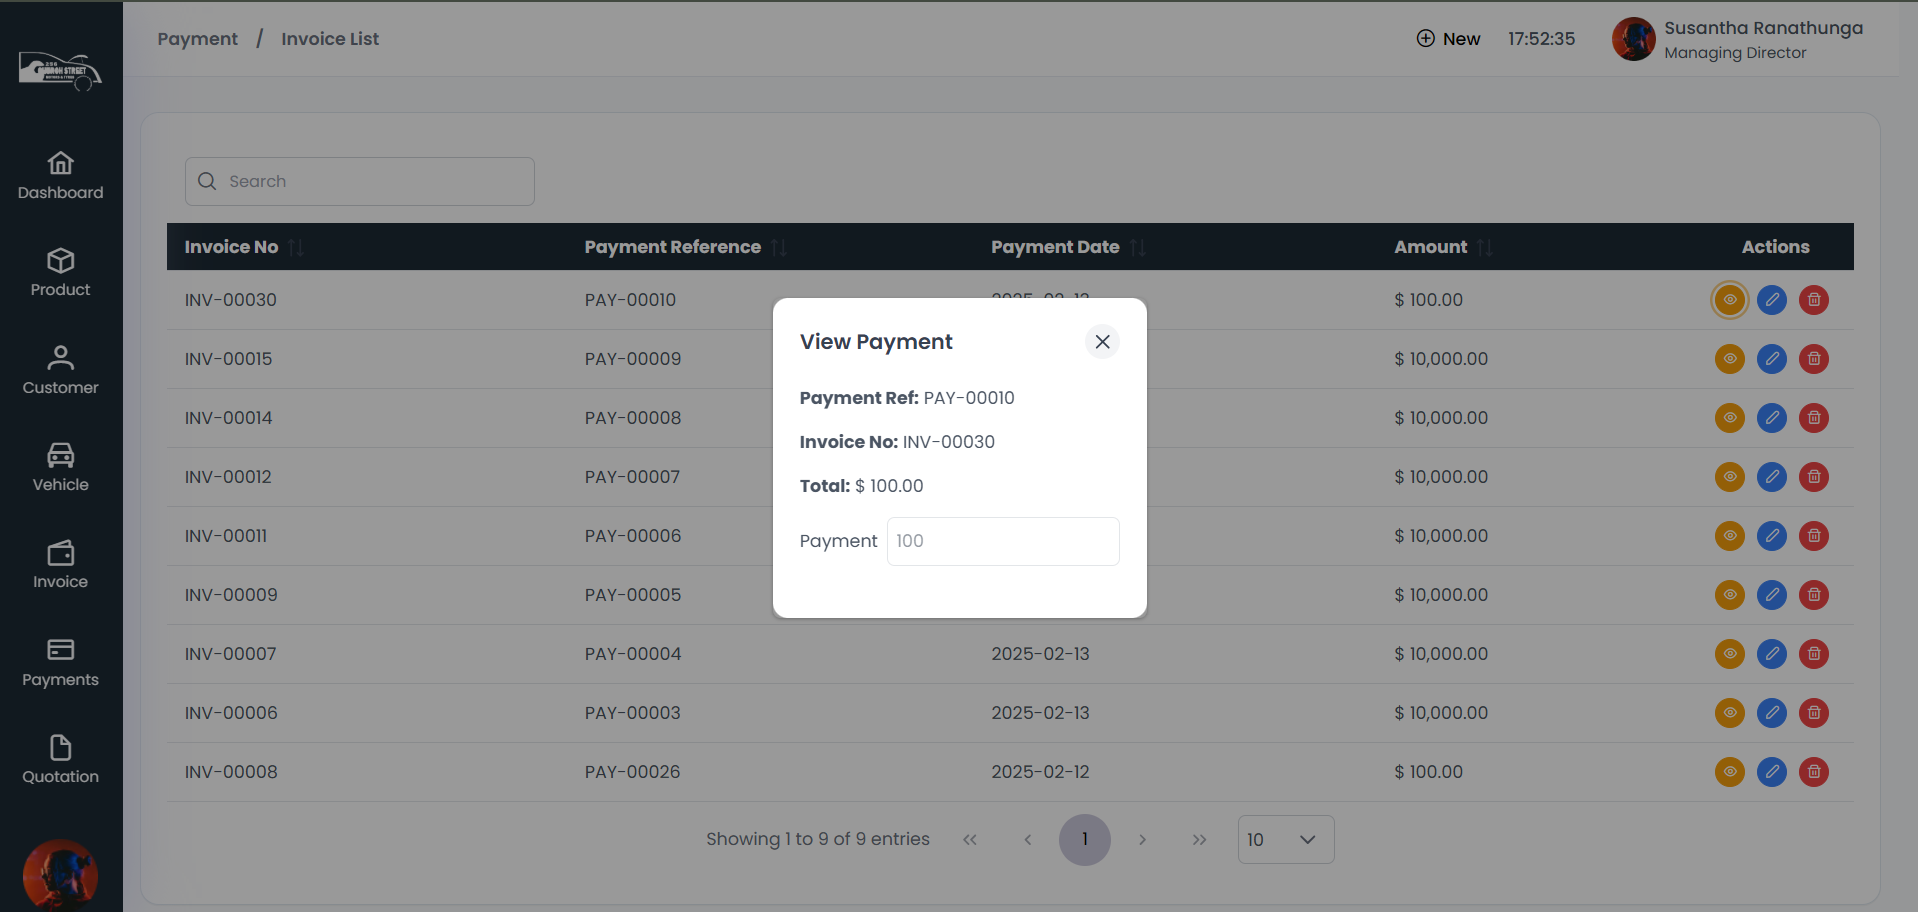 Payment / Invoice List
New 17:52:35 Susantha Ranathunga
Managing Director
Dashboard
Product
Customer
Vehicle
Invoice
Payments
Quotation
Search
Invoice No Payment Reference Payment Date Amount Actions
INV-00030 PAY-00010 2025-02-13 $ 100.00
INV-00015 PAY-00009 $ 10,000.00
INV-00014 PAY-00008 $ 10,000.00
INV-00012 PAY-00007 $ 10,000.00
INV-00011 PAY-00006 $ 10,000.00
INV-00009 PAY-00005 $ 10,000.00
INV-00007 PAY-00004 2025-02-13 $ 10,000.00
INV-00006 PAY-00003 2025-02-13 $ 10,000.00
INV-00008 PAY-00026 2025-02-12 $ 100.00
View Payment
Payment Ref: PAY-00010
Invoice No: INV-00030
Total: $ 100.00
Payment 100
Showing 1 to 9 of 9 entries 1 10